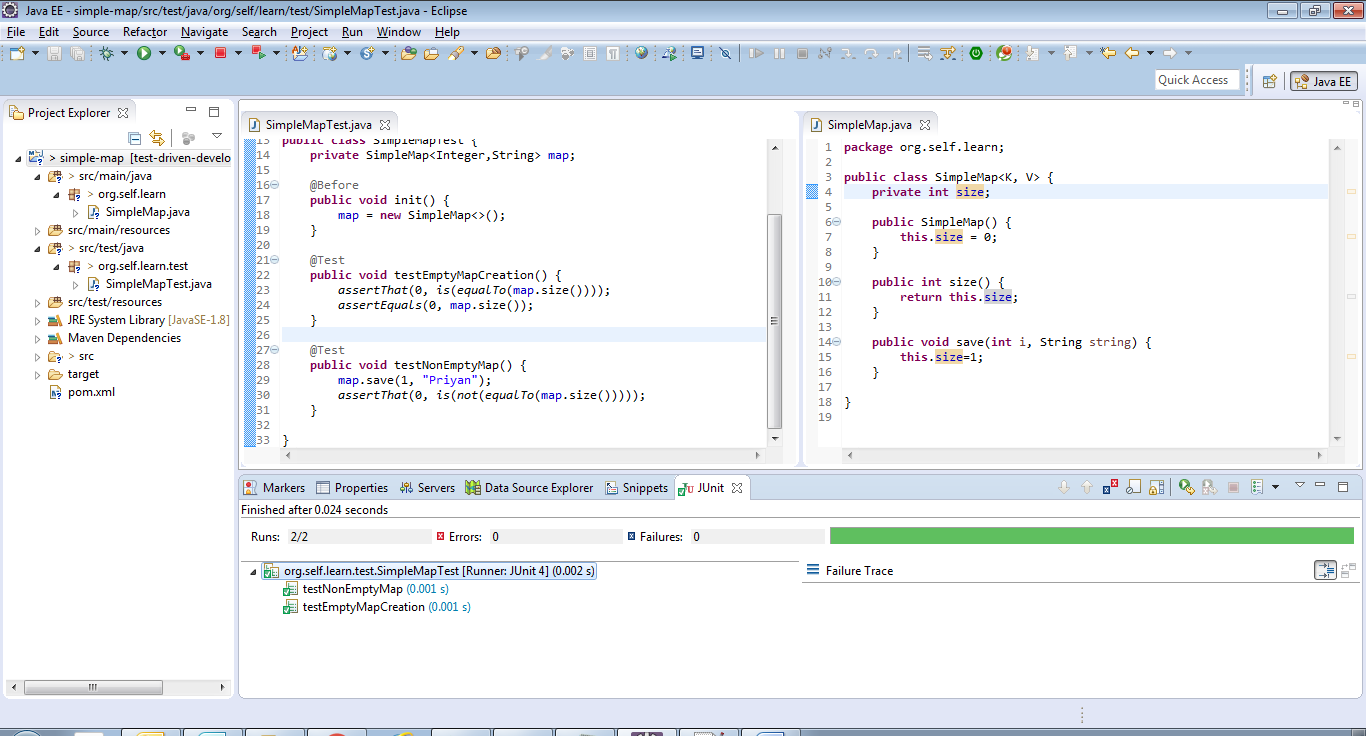 Java EE - simple-map/src/test/java/org/self/learn/test/SimpleMapTest.java - Eclipse
File Edit Source Refactor Navigate Search Project Run Window Help
Quick Access
Java EE
Project Explorer
> simple-map [test-driven-develo
> src/main/java
> org.self.learn
> SimpleMap.java
src/main/resources
> src/test/java
> org.self.learn.test
> SimpleMapTest.java
src/test/resources
JRE System Library [JavaSE-1.8]
Maven Dependencies
> src
target
pom.xml
SimpleMapTest.java
13 public class SimpleMapTest {
14 private SimpleMap<Integer,String> map;
15
16 @Before
17 public void init() {
18 map = new SimpleMap<>();
19 }
20
21 @Test
22 public void testEmptyMapCreation() {
23 assertThat(0, is(equalTo(map.size())));
24 assertEquals(0, map.size());
25 }
26
27 @Test
28 public void testNonEmptyMap() {
29 map.save(1, "Priyan");
30 assertThat(0, is(not(equalTo(map.size()))));
31 }
32
33 }
SimpleMap.java
1 package org.self.learn;
2
3 public class SimpleMap<K, V> {
4 private int size;
5
6 public SimpleMap() {
7 this.size = 0;
8 }
9
10 public int size() {
11 return this.size;
12 }
13
14 public void save(int i, String string) {
15 this.size=1;
16 }
17
18 }
19
Markers Properties Servers Data Source Explorer Snippets JUnit
Finished after 0.024 seconds
Runs: 2/2 Errors: 0 Failures: 0
org.self.learn.test.SimpleMapTest [Runner: JUnit 4] (0.002 s)
testNonEmptyMap (0.001 s)
testEmptyMapCreation (0.001 s)
Failure Trace